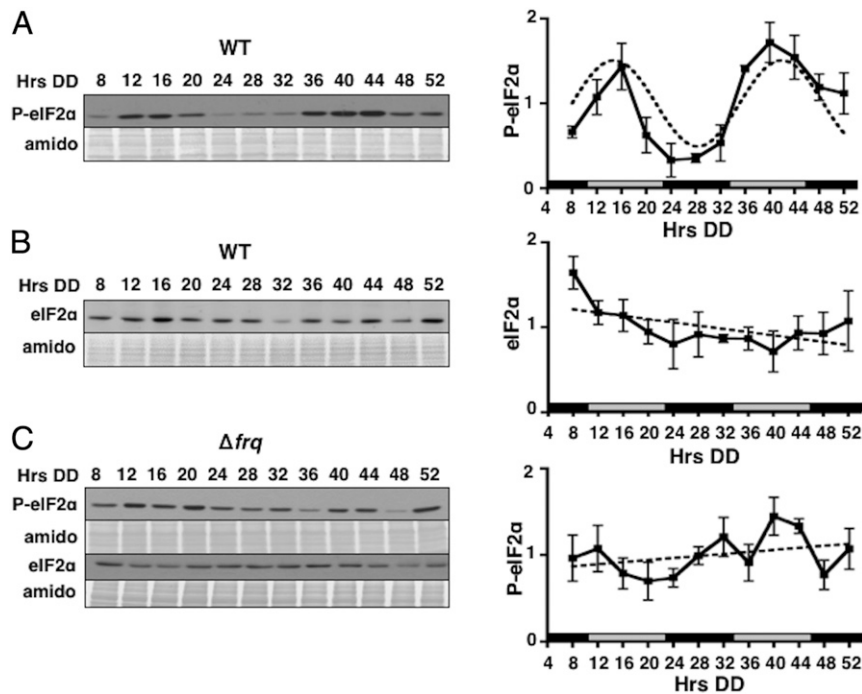 A
WT
Hrs DD 8 12 16 20 24 28 32 36 40 44 48 52
P-eIF2α
amido
P-eIF2α
2
1
0
4 8 12 16 20 24 28 32 36 40 44 48 52
Hrs DD
B
WT
Hrs DD 8 12 16 20 24 28 32 36 40 44 48 52
eIF2α
amido
eIF2α
2
1
0
4 8 12 16 20 24 28 32 36 40 44 48 52
Hrs DD
C
Δfrq
Hrs DD 8 12 16 20 24 28 32 36 40 44 48 52
P-eIF2α
amido
eIF2α
amido
P-eIF2α
2
1
0
4 8 12 16 20 24 28 32 36 40 44 48 52
Hrs DD